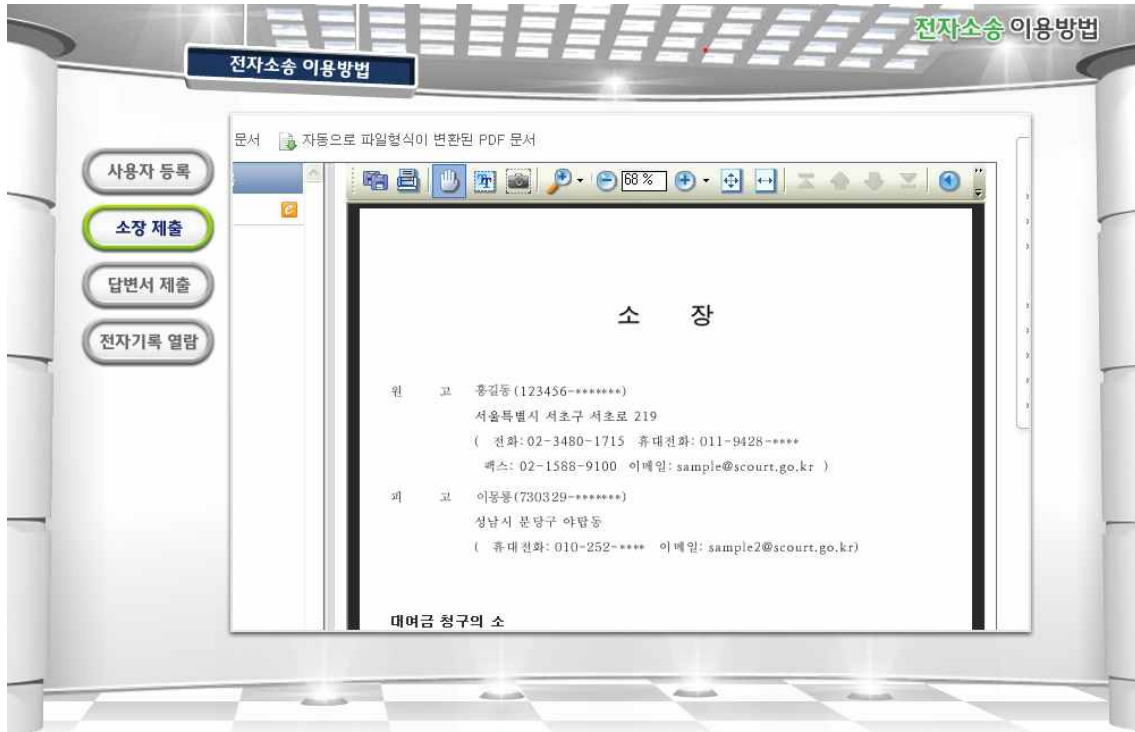 전자소송 이용방법
전자소송 이용방법
문서 자동으로 파일형식이 변환된 PDF 문서
사용자 등록
소장 제출
답변서 제출
전자기록 열람
68 %
소 장
원 고 홍길동(123456-*******)
서울특별시 서초구 서초로 219
( 전화: 02-3480-1715 휴대전화: 011-9428-****
팩스: 02-1588-9100 이메일: sample@scourt.go.kr )
피 고 이몽룡(730329-*******)
성남시 분당구 야탑동
( 휴대전화: 010-252-**** 이메일: sample2@scourt.go.kr)
대여금 청구의 소